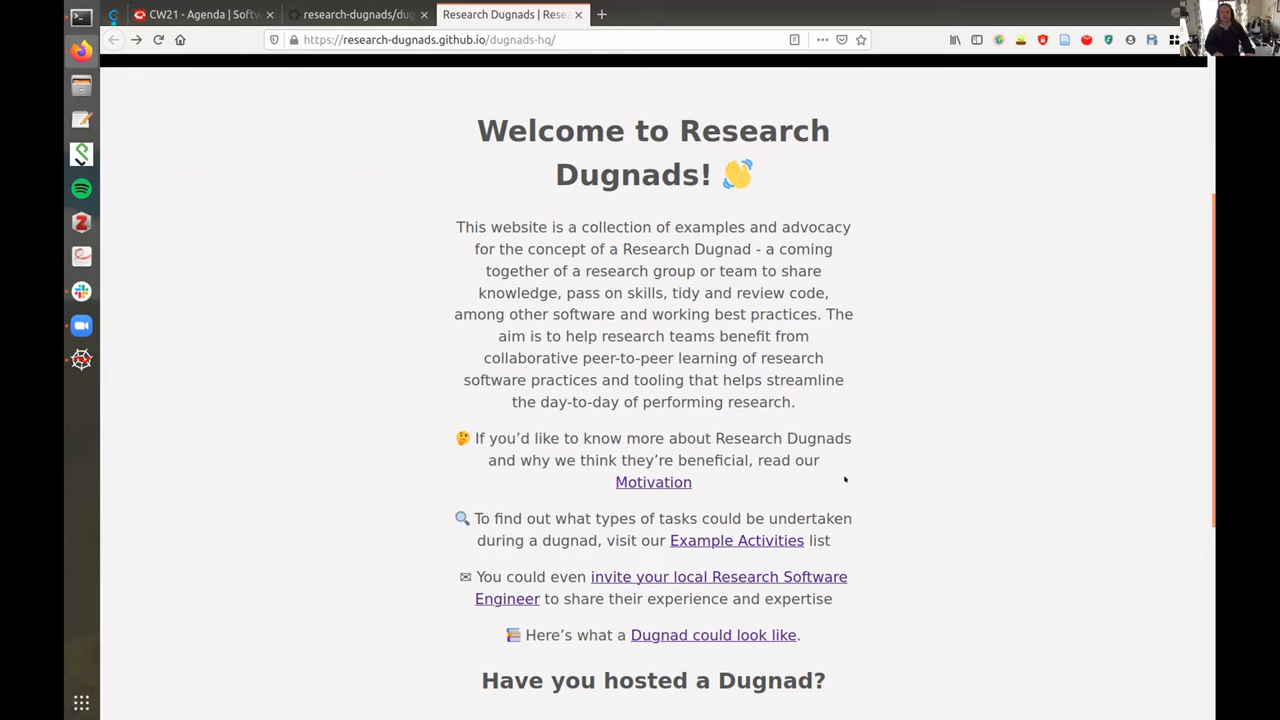 CW21 - Agenda | Softw
research-dugnads/dug
Research Dugnads | Rese
https://research-dugnads.github.io/dugnads-hq/
Welcome to Research
Dugnads! 👋
This website is a collection of examples and advocacy
for the concept of a Research Dugnad - a coming
together of a research group or team to share
knowledge, pass on skills, tidy and review code,
among other software and working best practices. The
aim is to help research teams benefit from
collaborative peer-to-peer learning of research
software practices and tooling that helps streamline
the day-to-day of performing research.
🤔 If you’d like to know more about Research Dugnads
and why we think they’re beneficial, read our
Motivation
🔍 To find out what types of tasks could be undertaken
during a dugnad, visit our Example Activities list
✉ You could even invite your local Research Software
Engineer to share their experience and expertise
📚 Here’s what a Dugnad could look like.
Have you hosted a Dugnad?